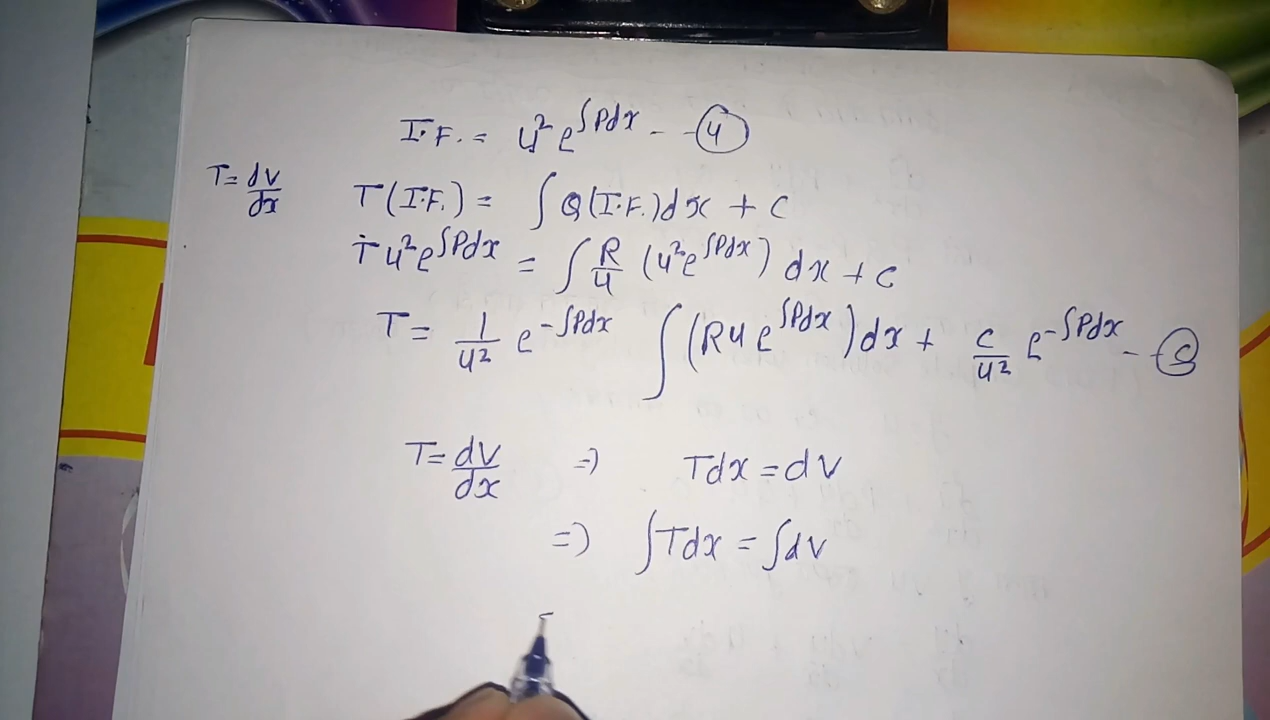 I.F. = u²e^∫Pdx - - (4)
T = dv/dx
T(I.F.) = ∫Q(I.F.)dx + C
T u²e^∫Pdx = ∫ R/u (u²e^∫Pdx) dx + C
T = 1/u² e^-∫Pdx ∫(Ru e^∫Pdx)dx + C/u² e^-∫Pdx - (5)
T = dv/dx ⇒ Tdx = dv
⇒ ∫Tdx = ∫dv